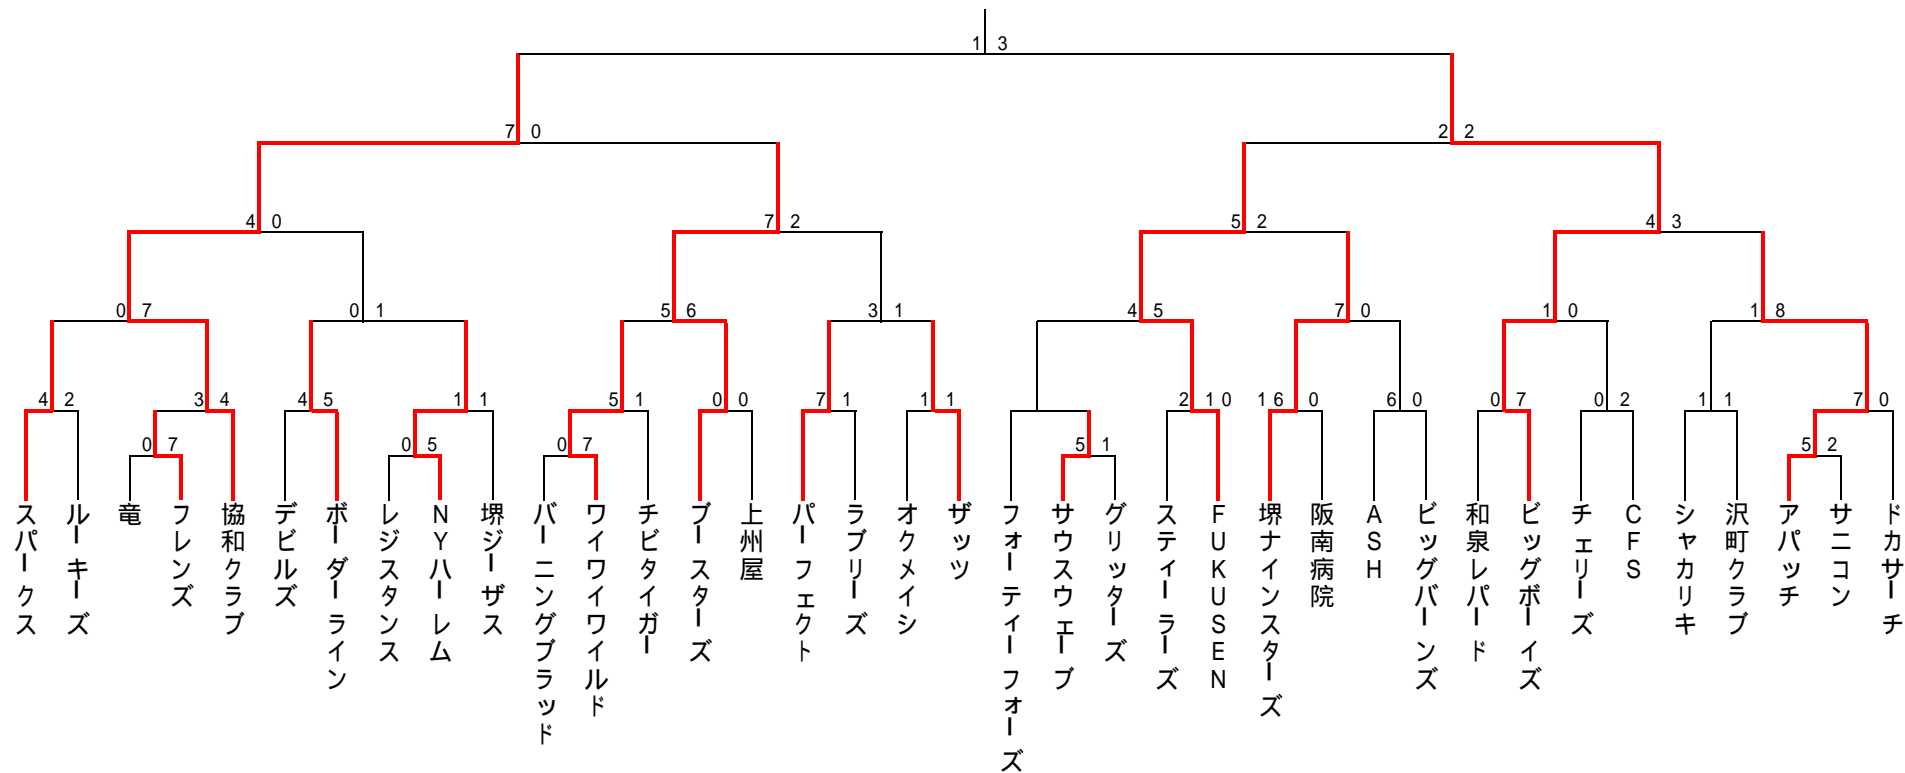 1 3
7 0
2 2
4 0
7 2
5 2
4 3
0 7
0 1
5 6
3 1
4 5
7 0
1 0
1 8
4 2
3 4
4 5
1 1
5 1
0 0
7 1
1 1
2 10
16 0
6 0
0 7
0 2
1 1
7 0
0 7
0 5
0 7
5 1
5 2
スパークス
ルーキーズ
竜
フレンズ
協和クラブ
デビルズ
ボーダーライン
レジスタンス
NYハーレム
堺ジーザス
バーニングブラッド
ワイワイワイルド
チビタイガー
ブースターズ
上州屋
パーフェクト
ラブリーズ
オクメイシ
ザッツ
フォーティーフォーズ
サウスウェーブ
グリッターズ
スティーラーズ
FUKUSEN
堺ナインスターズ
阪南病院
ASH
ビッグバーンズ
和泉レパード
ビッグボーイズ
チェリーズ
CFS
シャカリキ
沢町クラブ
アパッチ
サニコン
ドカサーチ